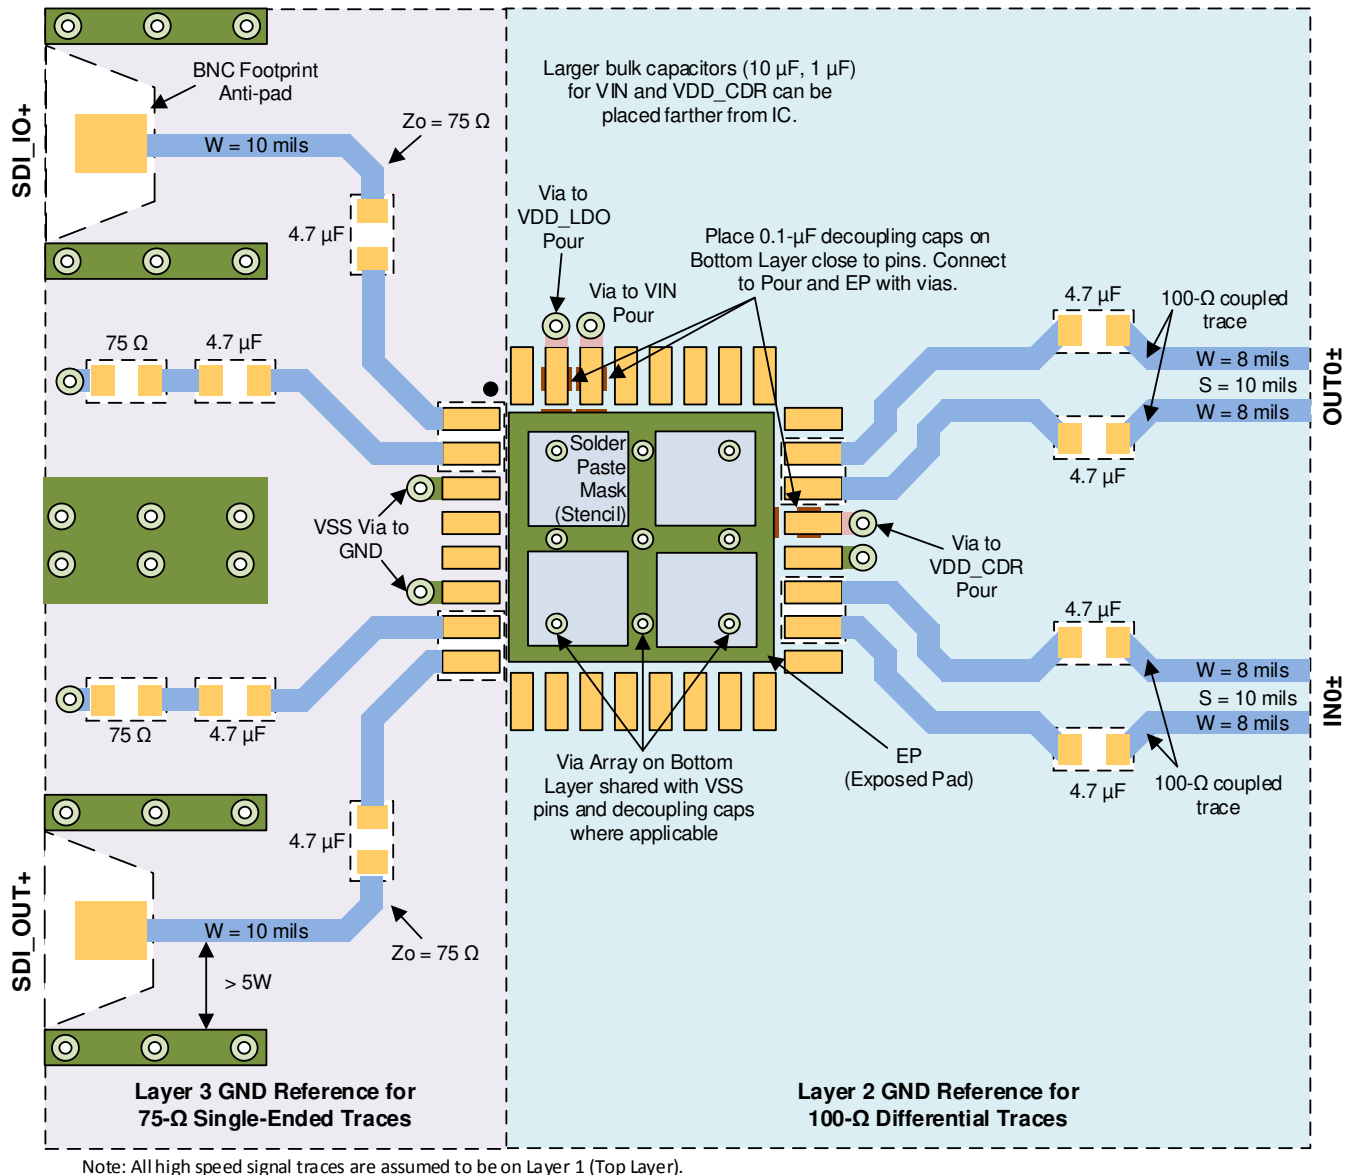 BNC Footprint
Anti-pad
SDI_IO+
W = 10 mils
Zo = 75 Ω
4.7 µF
75 Ω
4.7 µF
Larger bulk capacitors (10 µF, 1 µF)
for VIN and VDD_CDR can be
placed farther from IC.
Via to
VDD_LDO
Pour
Via to VIN
Pour
Place 0.1-µF decoupling caps on
Bottom Layer close to pins. Connect
to Pour and EP with vias.
4.7 µF
100-Ω coupled
trace
W = 8 mils
S = 10 mils
W = 8 mils
4.7 µF
OUT0±
Solder
Paste
Mask
(Stencil)
VSS Via to
GND
Via to
VDD_CDR
Pour
4.7 µF
W = 8 mils
S = 10 mils
W = 8 mils
4.7 µF
100-Ω coupled
trace
IN0±
75 Ω
4.7 µF
Via Array on Bottom
Layer shared with VSS
pins and decoupling caps
where applicable
EP
(Exposed Pad)
4.7 µF
SDI_OUT+
W = 10 mils
Zo = 75 Ω
> 5W
Layer 3 GND Reference for
75-Ω Single-Ended Traces
Layer 2 GND Reference for
100-Ω Differential Traces
Note: All high speed signal traces are assumed to be on Layer 1 (Top Layer).